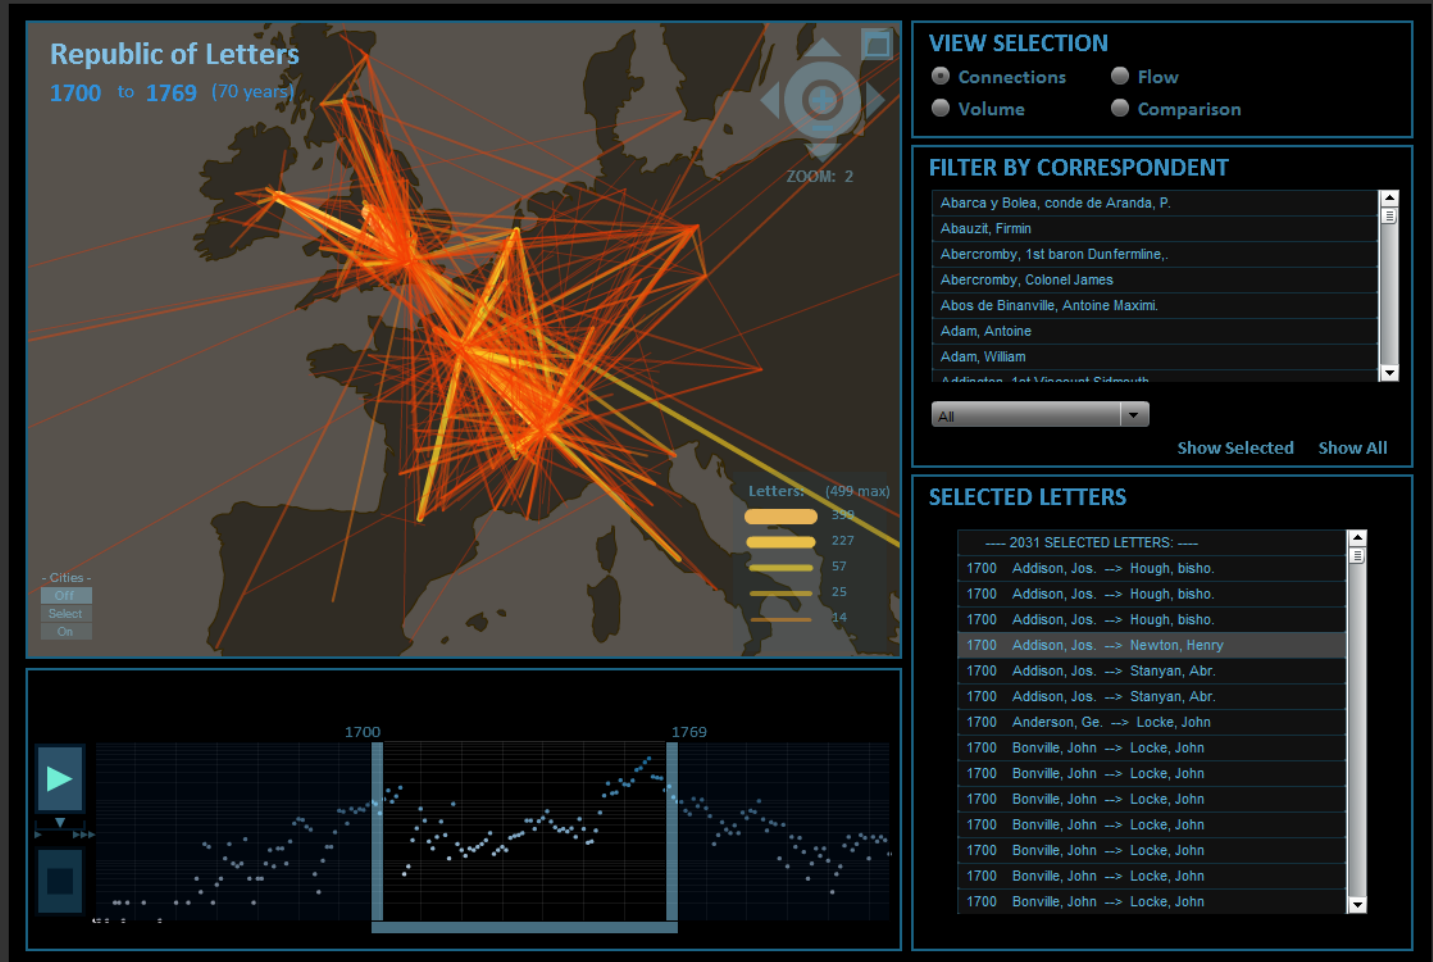 Republic of Letters
1700 to 1769 (70 years)
ZOOM: 2
Letters: (499 max)
399
227
57
25
14
- Cities -
Off
Select
On
1700 1769
VIEW SELECTION
Connections Flow
Volume Comparison
FILTER BY CORRESPONDENT
Abarca y Bolea, conde de Aranda, P.
Abauzit, Firmin
Abercromby, 1st baron Dunfermline,.
Abercromby, Colonel James
Abos de Binanville, Antoine Maximi.
Adam, Antoine
Adam, William
Addington, 1st Viscount Sidmouth
All
Show Selected Show All
SELECTED LETTERS
---- 2031 SELECTED LETTERS: ----
1700 Addison, Jos. --> Hough, bisho.
1700 Addison, Jos. --> Hough, bisho.
1700 Addison, Jos. --> Hough, bisho.
1700 Addison, Jos. --> Newton, Henry
1700 Addison, Jos. --> Stanyan, Abr.
1700 Addison, Jos. --> Stanyan, Abr.
1700 Anderson, Ge. --> Locke, John
1700 Bonville, John --> Locke, John
1700 Bonville, John --> Locke, John
1700 Bonville, John --> Locke, John
1700 Bonville, John --> Locke, John
1700 Bonville, John --> Locke, John
1700 Bonville, John --> Locke, John
1700 Bonville, John --> Locke, John